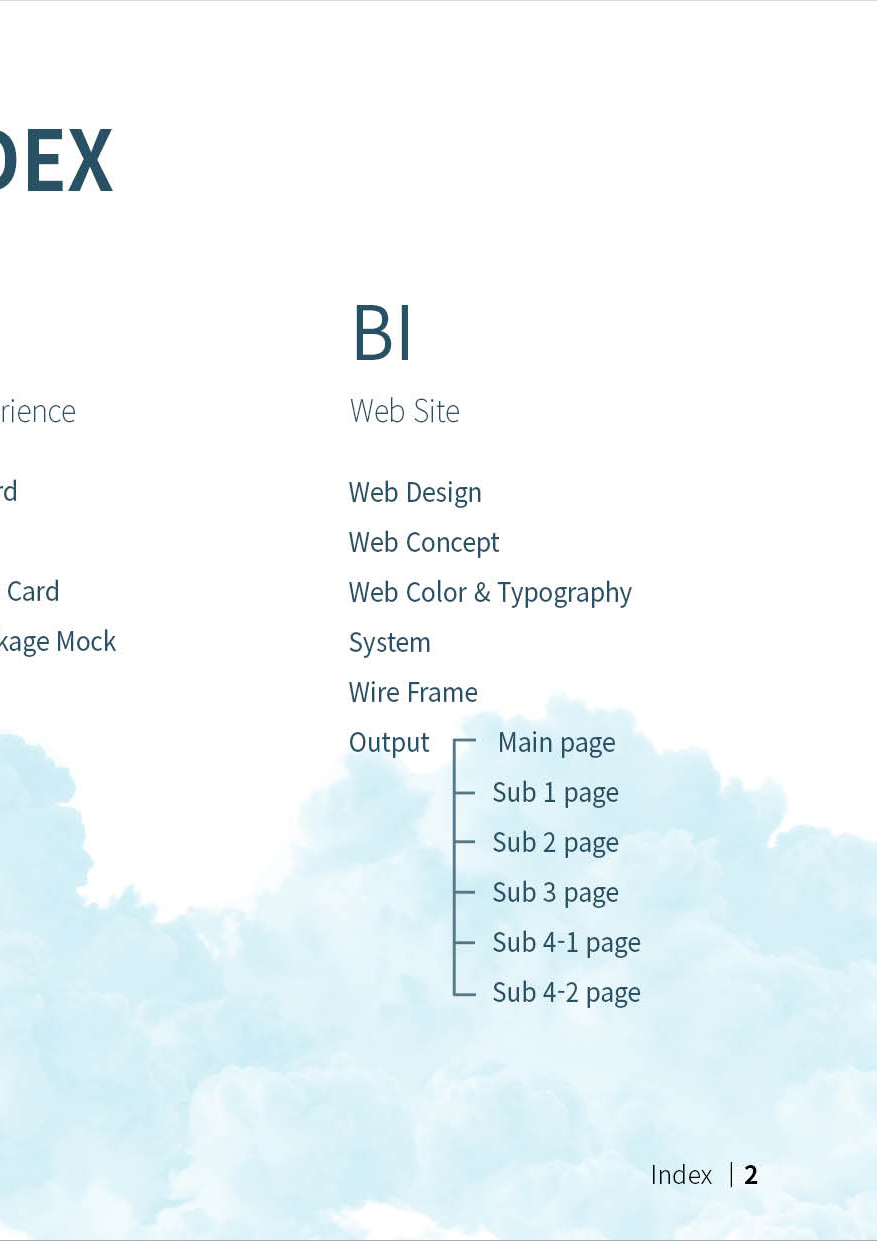 DEX
rience
rd
Card
kage Mock
BI
Web Site
Web Design
Web Concept
Web Color & Typography
System
Wire Frame
Output
Main page
Sub 1 page
Sub 2 page
Sub 3 page
Sub 4-1 page
Sub 4-2 page
Index | 2